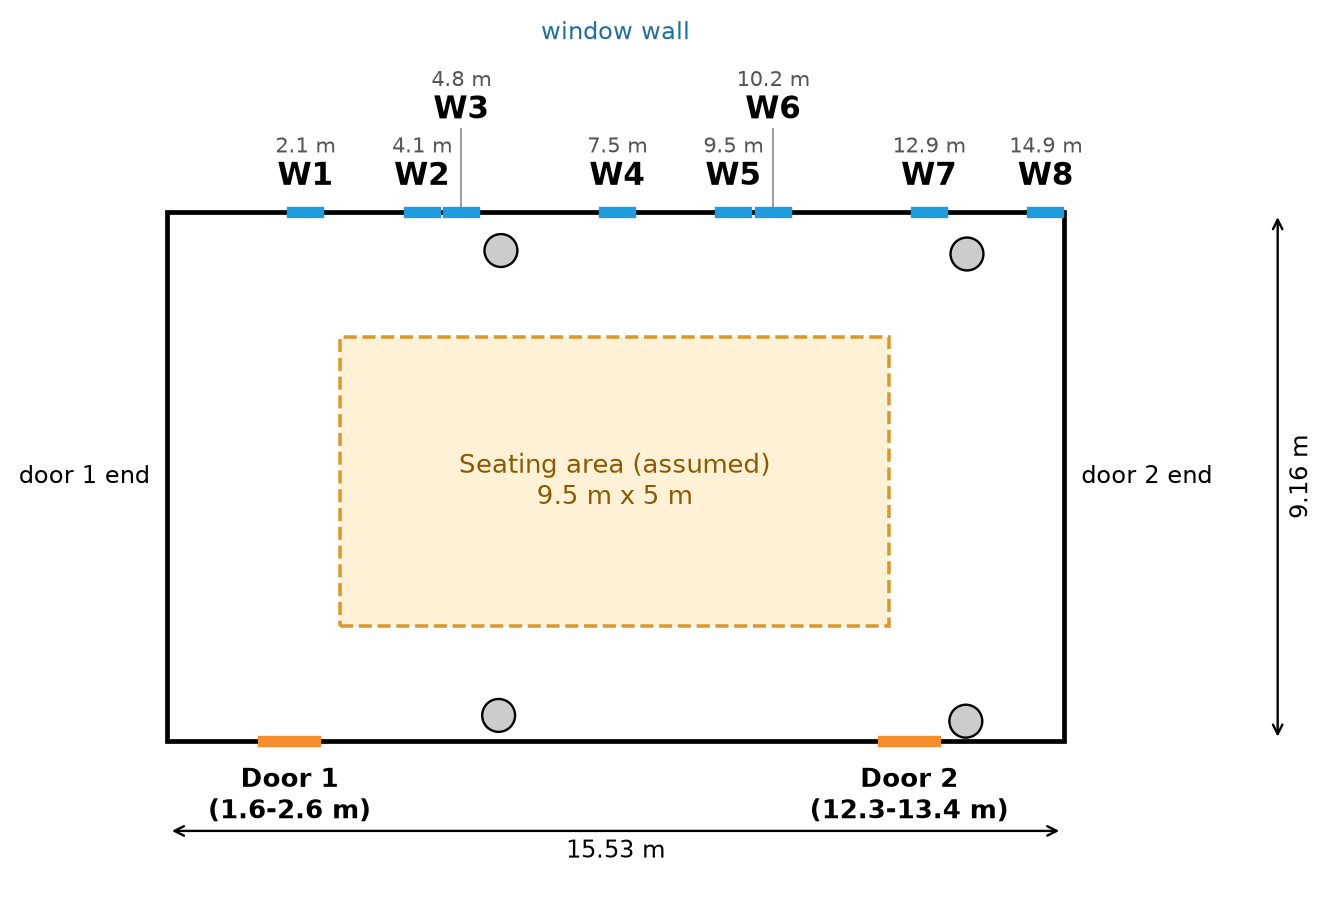 window wall
4.8 m
W3
10.2 m
W6
2.1 m
W1
4.1 m
W2
7.5 m
W4
9.5 m
W5
12.9 m
W7
14.9 m
W8
door 1 end
Seating area (assumed)
9.5 m x 5 m
door 2 end
9.16 m
Door 1
(1.6-2.6 m)
Door 2
(12.3-13.4 m)
15.53 m